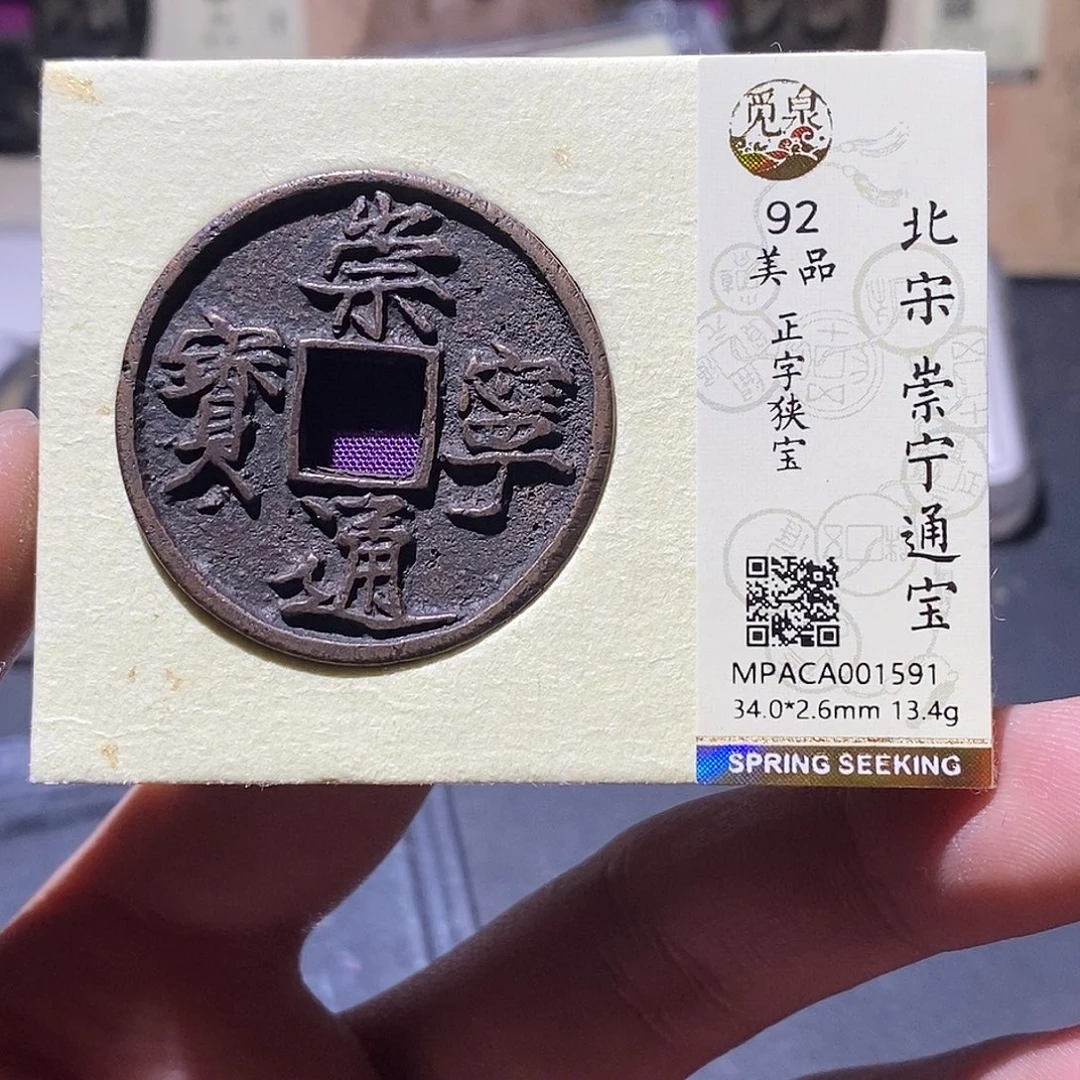 崇寧通寳
觅泉
92
美品
正字狭宝
北宋 崇宁通宝
MPACA001591
34.0*2.6mm 13.4g
SPRING SEEKING